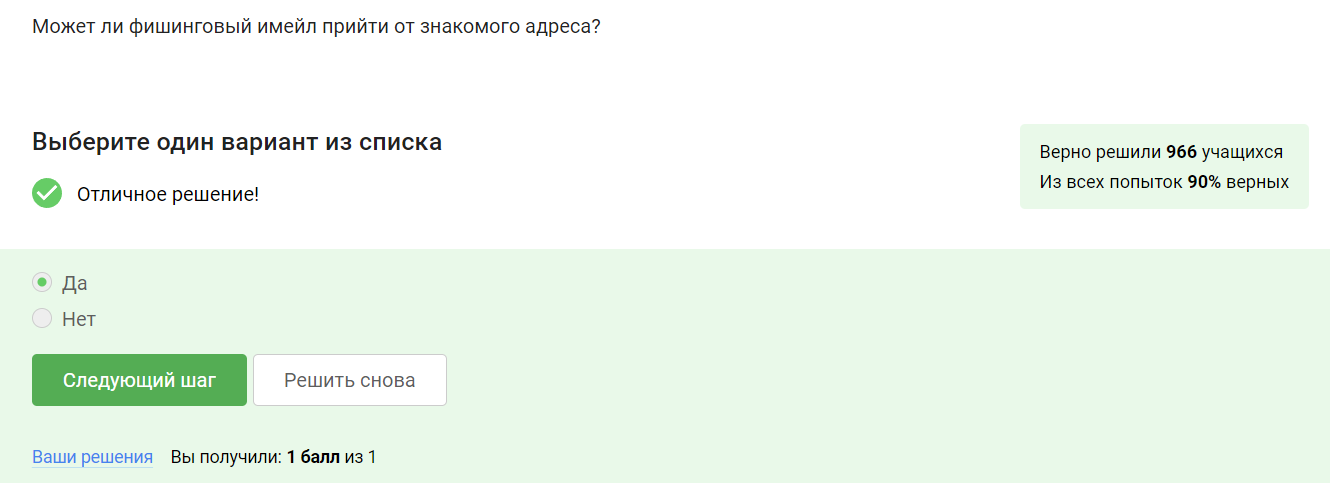 Может ли фишинговый имейл прийти от знакомого адреса?
Выберите один вариант из списка
Отличное решение!
Верно решили 966 учащихся
Из всех попыток 90% верных
Да
Нет
Следующий шаг
Решить снова
Ваши решения
Вы получили: 1 балл из 1